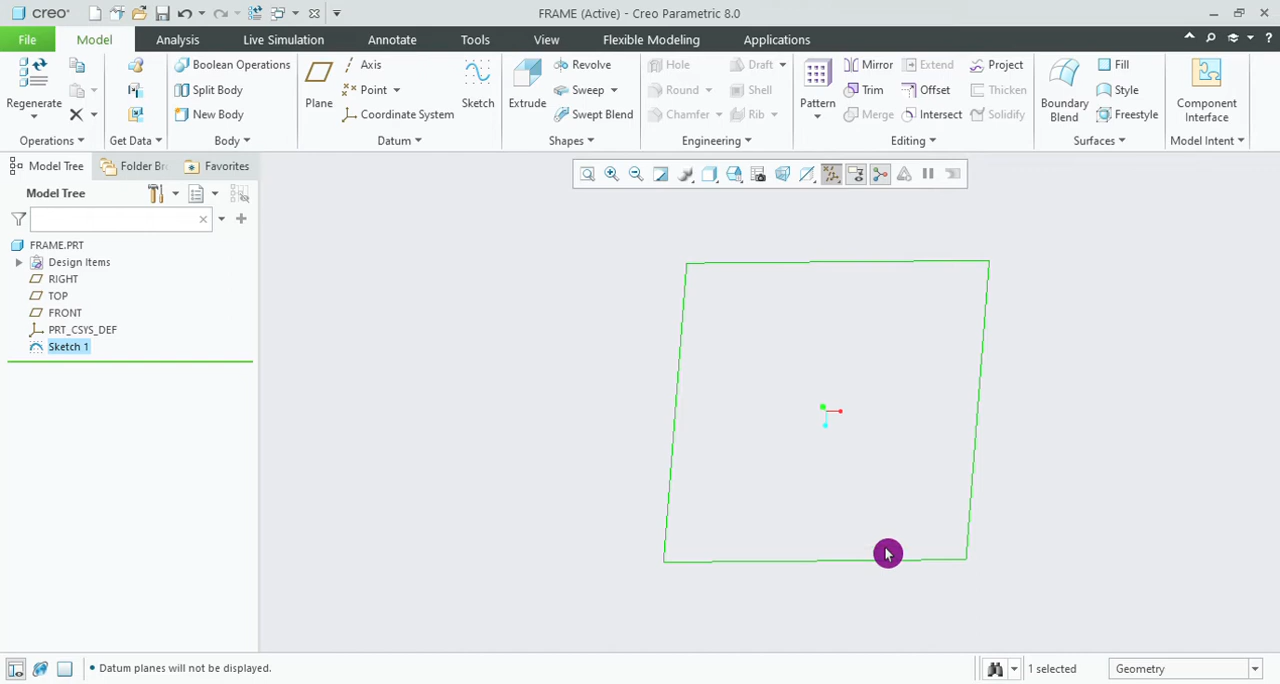 creo FRAME (Active) - Creo Parametric 8.0
File Model Analysis Live Simulation Annotate Tools View Flexible Modeling Applications
Regenerate
Operations
Get Data
Boolean Operations
Split Body
New Body
Body
Plane
Axis
Point
Coordinate System
Sketch
Datum
Extrude
Revolve
Sweep
Swept Blend
Shapes
Hole
Round
Chamfer
Draft
Shell
Rib
Engineering
Pattern
Mirror
Trim
Merge
Extend
Offset
Intersect
Project
Thicken
Solidify
Editing
Boundary
Blend
Fill
Style
Freestyle
Surfaces
Component
Interface
Model Intent
Model Tree Folder Br Favorites
Model Tree
FRAME.PRT
Design Items
RIGHT
TOP
FRONT
PRT_CSYS_DEF
Sketch 1
• Datum planes will not be displayed.
1 selected
Geometry